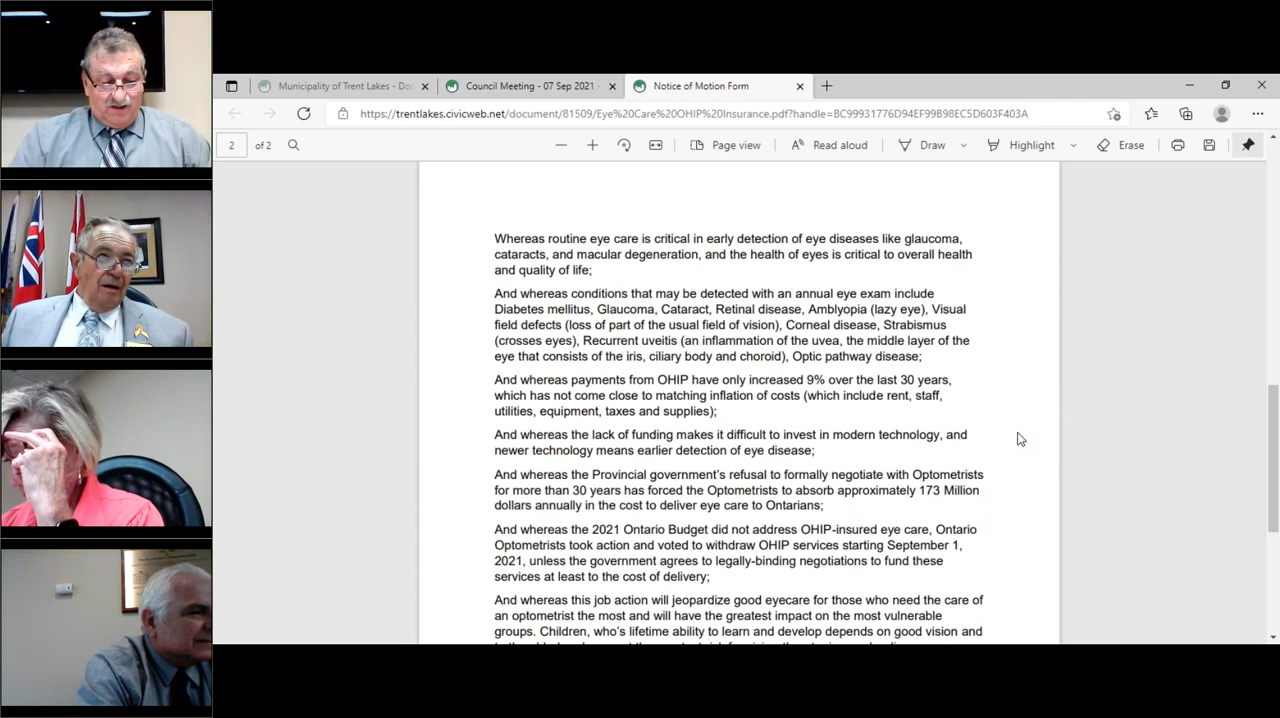 Municipality of Trent Lakes - Doc
Council Meeting - 07 Sep 2021 -
Notice of Motion Form
https://trentlakes.civicweb.net/document/81509/Eye%20Care%20OHIP%20Insurance.pdf?handle=BC99931776D94EF99B98EC5D603F403A
2 of 2
Page view
Read aloud
Draw
Highlight
Erase
Whereas routine eye care is critical in early detection of eye diseases like glaucoma,
cataracts, and macular degeneration, and the health of eyes is critical to overall health
and quality of life;
And whereas conditions that may be detected with an annual eye exam include
Diabetes mellitus, Glaucoma, Cataract, Retinal disease, Amblyopia (lazy eye), Visual
field defects (loss of part of the usual field of vision), Corneal disease, Strabismus
(crosses eyes), Recurrent uveitis (an inflammation of the uvea, the middle layer of the
eye that consists of the iris, ciliary body and choroid), Optic pathway disease;
And whereas payments from OHIP have only increased 9% over the last 30 years,
which has not come close to matching inflation of costs (which include rent, staff,
utilities, equipment, taxes and supplies);
And whereas the lack of funding makes it difficult to invest in modern technology, and
newer technology means earlier detection of eye disease;
And whereas the Provincial government's refusal to formally negotiate with Optometrists
for more than 30 years has forced the Optometrists to absorb approximately 173 Million
dollars annually in the cost to deliver eye care to Ontarians;
And whereas the 2021 Ontario Budget did not address OHIP-insured eye care, Ontario
Optometrists took action and voted to withdraw OHIP services starting September 1,
2021, unless the government agrees to legally-binding negotiations to fund these
services at least to the cost of delivery;
And whereas this job action will jeopardize good eyecare for those who need the care of
an optometrist the most and will have the greatest impact on the most vulnerable
groups. Children, who's lifetime ability to learn and develop depends on good vision and